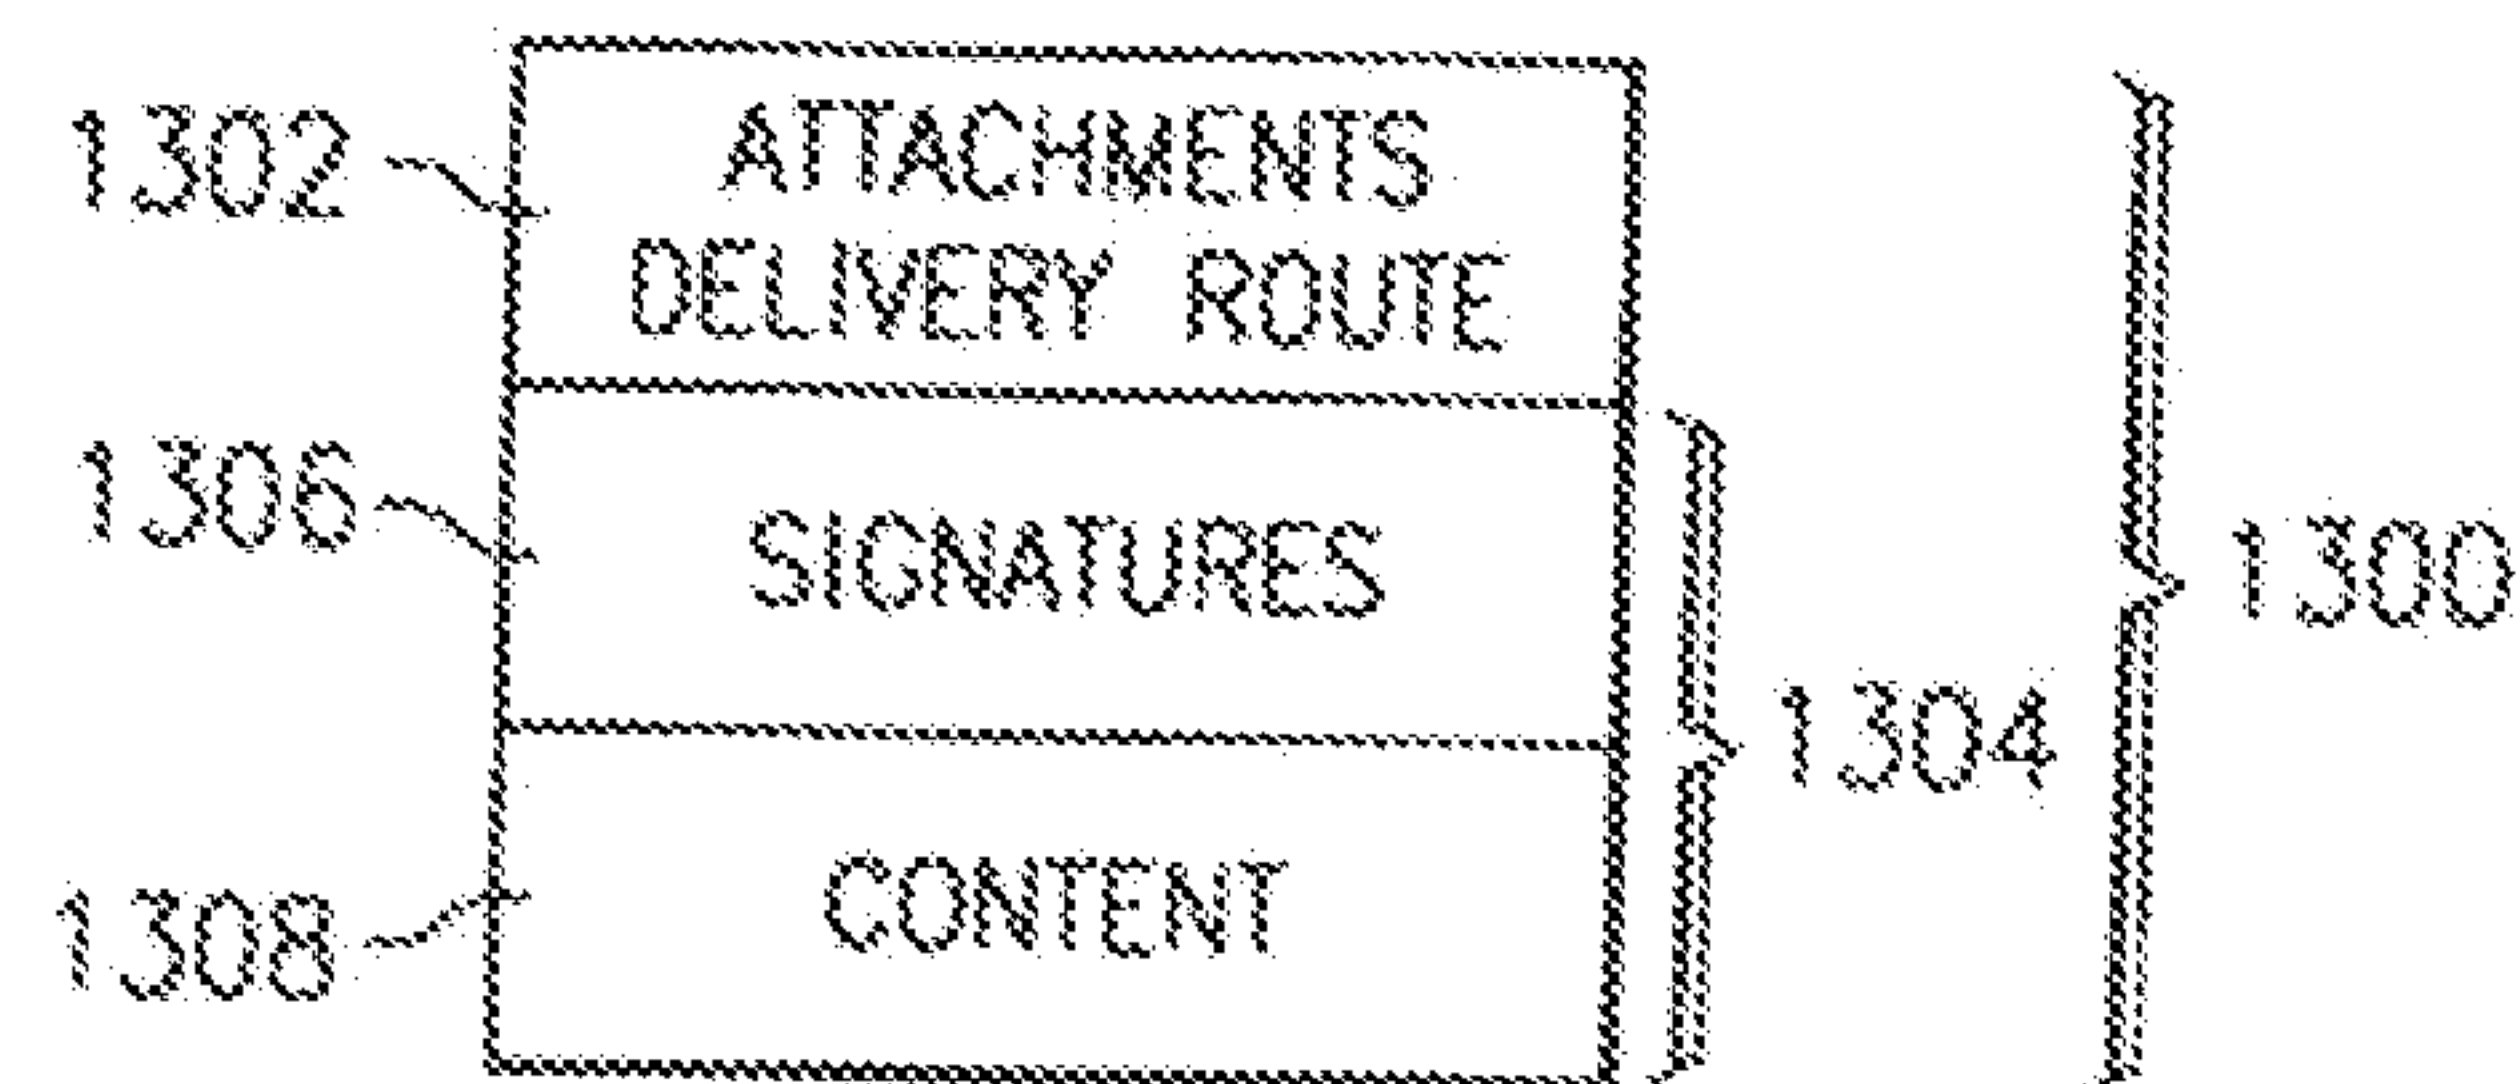 1302
ATTACHMENTS
DELIVERY ROUTE
1306
SIGNATURES
1300
1304
1308
CONTENT